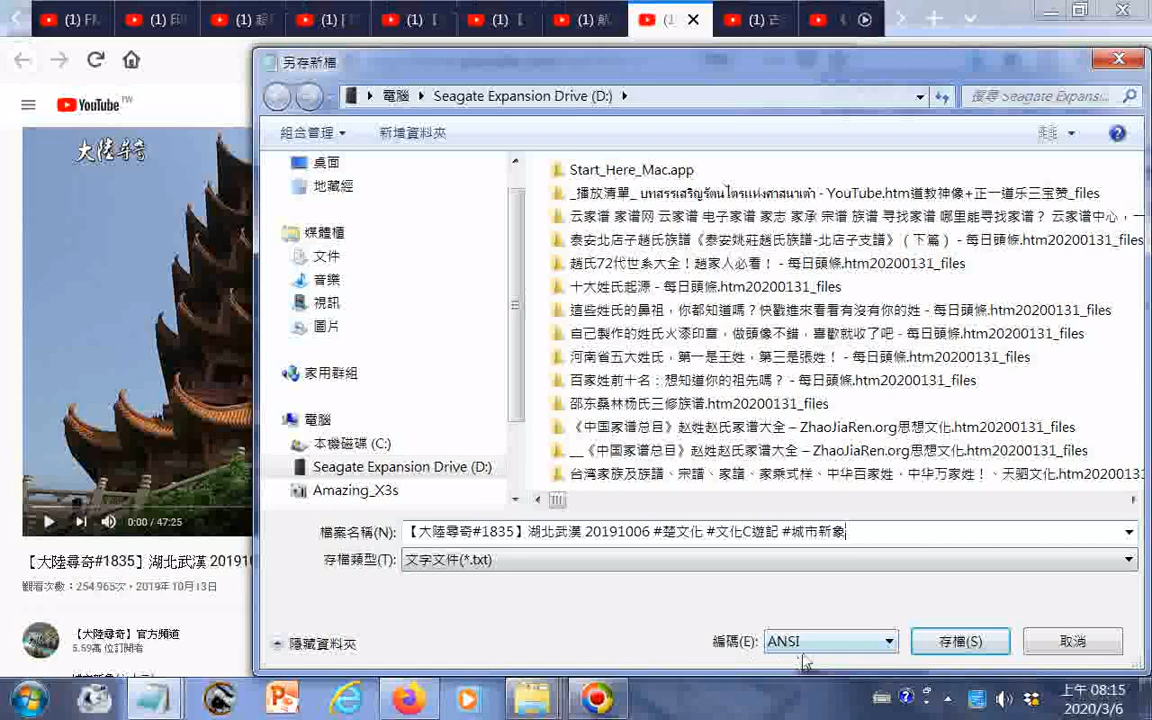 (1) F
(1) 印
(1) 趙
(1) [
(1) 【
(1) 【
(1) 航
(1)
(1) 古
另存新檔
電腦 Seagate Expansion Drive (D:)
搜尋 Seagate Expansi...
YouTube TW
組合管理 新增資料夾
大陸尋奇
桌面
地藏經
媒體櫃
文件
音樂
視訊
圖片
家用群組
電腦
本機磁碟 (C:)
Seagate Expansion Drive (D:)
Amazing_X3s
Start_Here_Mac.app
_播放清單_ บทสรรเสริญรัตนไตรแห่งศาสนาเต๋า - YouTube.htm道教神像+正一道乐三宝赞_files
云家谱 家谱网 云家谱 电子家谱 家志 家承 宗谱 族谱 寻找家谱 哪里能寻找家谱？ 云家谱中心，一
泰安北店子赵氏族譜《泰安姚莊趙氏族譜-北店子支譜》（下篇） - 每日頭條.htm20200131_files
趙氏72代世系大全！趙家人必看！ - 每日頭條.htm20200131_files
十大姓氏起源 - 每日頭條.htm20200131_files
這些姓氏的鼻祖，你都知道嗎？快戳進來看看有沒有你的姓 - 每日頭條.htm20200131_files
自己製作的姓氏火漆印章，做頭像不錯，喜歡就收了吧 - 每日頭條.htm20200131_files
河南省五大姓氏，第一是王姓，第三是張姓！ - 每日頭條.htm20200131_files
百家姓前十名：想知道你的祖先嗎？ - 每日頭條.htm20200131_files
邵东桑林杨氏三修族谱.htm20200131_files
《中国家谱总目》赵姓赵氏家谱大全 – ZhaoJiaRen.org思想文化.htm20200131_files
__《中国家谱总目》赵姓赵氏家谱大全 – ZhaoJiaRen.org思想文化.htm20200131_files
台湾家族及族譜、宗譜、家譜，家乘式样、中华百家姓，中华万家姓！、天驷文化.htm20200131
0:00 / 47:25
檔案名稱(N): 【大陸尋奇#1835】湖北武漢 20191006 #楚文化 #文化C遊記 #城市新象
存檔類型(T): 文字文件(*.txt)
【大陸尋奇#1835】湖北武漢 201910
觀看次數：254,965次 • 2019年10月13日
【大陸尋奇】官方頻道
5.59萬 位訂閱者
隱藏資料夾
編碼(E): ANSI
存檔(S)
取消
上午 08:15
2020/3/6